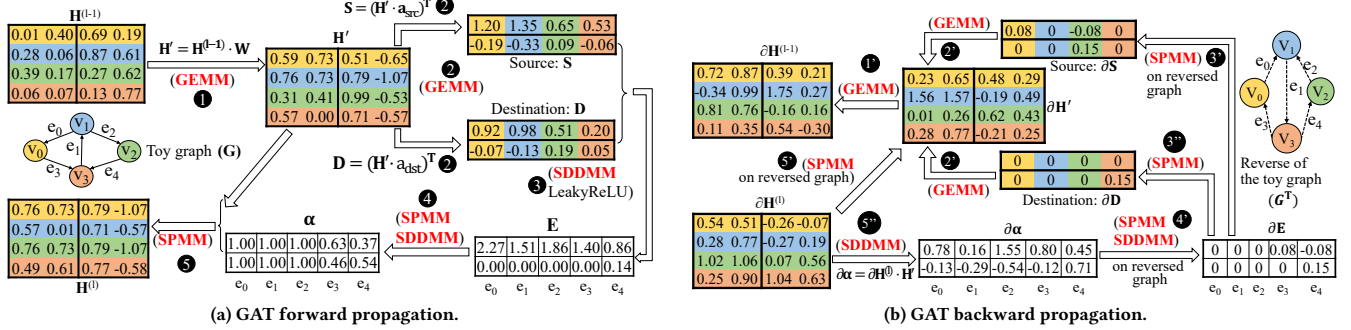 H(l-1)
0.01 0.40 0.69 0.19
0.28 0.06 0.87 0.61
0.39 0.17 0.27 0.62
0.06 0.07 0.13 0.77
H′ = H(l-1) · W
(GEMM)
1
H′
0.59 0.73 0.51 -0.65
0.76 0.73 0.79 -1.07
0.31 0.41 0.99 -0.53
0.57 0.00 0.71 -0.57
S = (H′ · asrc)T 2
2
(GEMM)
1.20 1.35 0.65 0.53
-0.19 -0.33 0.09 -0.06
Source: S
Destination: D
0.92 0.98 0.51 0.20
-0.07 -0.13 0.19 0.05
D = (H′ · adst)T 2
(SDDMM
3 LeakyReLU)
v1
e0 e2
v0 e1 v2
e3 e4
v3
Toy graph (G)
0.76 0.73 0.79 -1.07
0.57 0.01 0.71 -0.57
0.76 0.73 0.79 -1.07
0.49 0.61 0.77 -0.58
H(l)
(SPMM)
5
α
1.00 1.00 1.00 0.63 0.37
1.00 1.00 1.00 0.46 0.54
e0 e1 e2 e3 e4
4
(SPMM
SDDMM)
E
2.27 1.51 1.86 1.40 0.86
0.00 0.00 0.00 0.00 0.14
e0 e1 e2 e3 e4
(a) GAT forward propagation.
∂H(l-1)
0.72 0.87 0.39 0.21
-0.34 0.99 1.75 0.27
0.81 0.76 -0.16 0.16
0.11 0.35 0.54 -0.30
1′
(GEMM)
0.23 0.65 0.48 0.29
1.56 1.57 -0.19 0.49
0.01 0.26 0.62 0.43
0.28 0.77 -0.21 0.25
∂H′
(GEMM)
2′
0.08 0 -0.08 0
0 0 0.15 0
Source: ∂S
(SPMM) 3′
on reversed
graph
V1
e0 e2
V0 e1 V2
e3 e4
V3
Reverse of
the toy graph
(GT)
5′ (SPMM
on reversed graph)
2′
(GEMM)
0 0 0 0
0 0 0 0.15
Destination: ∂D
3′′
(SPMM)
∂H(l)
0.54 0.51 -0.26 -0.07
0.28 0.77 -0.27 0.19
1.02 1.06 0.07 0.56
0.25 0.90 1.04 0.63
5′′
(SDDMM)
∂α = ∂H(l) · H′
∂α
0.78 0.16 1.55 0.80 0.45
-0.13 -0.29 -0.54 -0.12 0.71
e0 e1 e2 e3 e4
(SPMM 4′
SDDMM)
on reversed
graph
∂E
0 0 0 0.08 -0.08
0 0 0 0 0.15
e0 e1 e2 e3 e4
(b) GAT backward propagation.